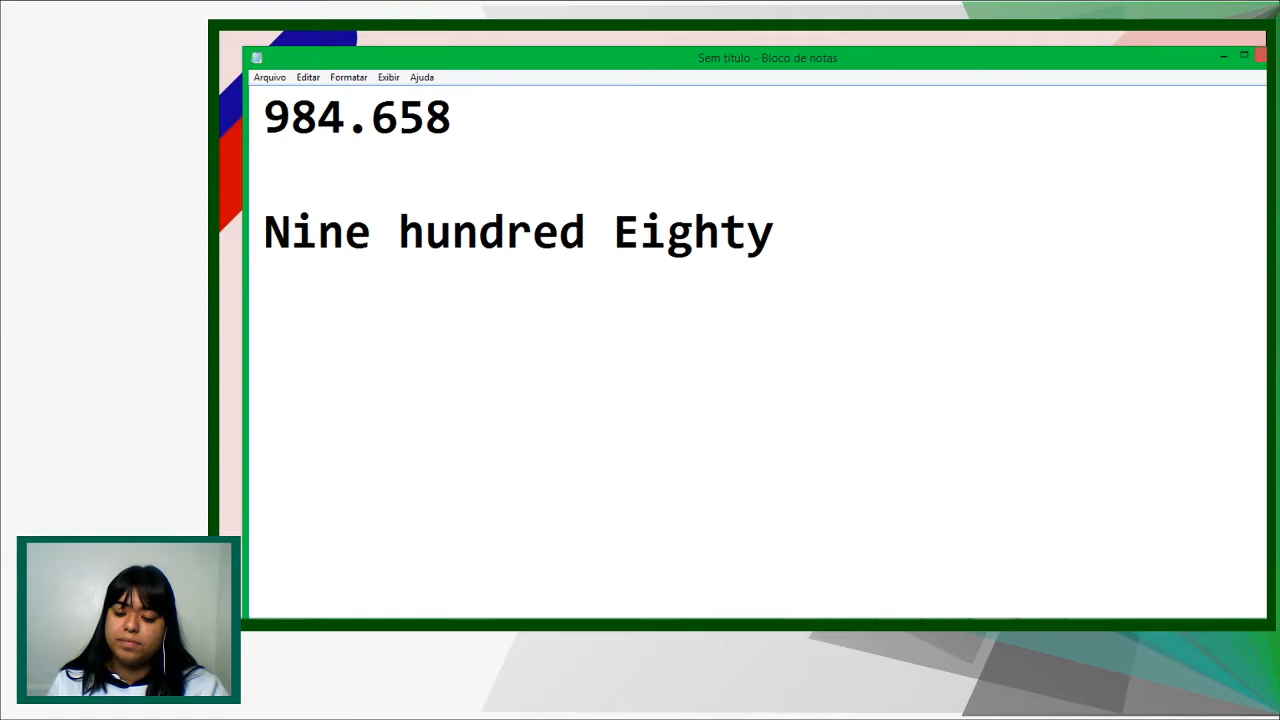 Sem título - Bloco de notas
Arquivo Editar Formatar Exibir Ajuda
984.658
Nine hundred Eighty